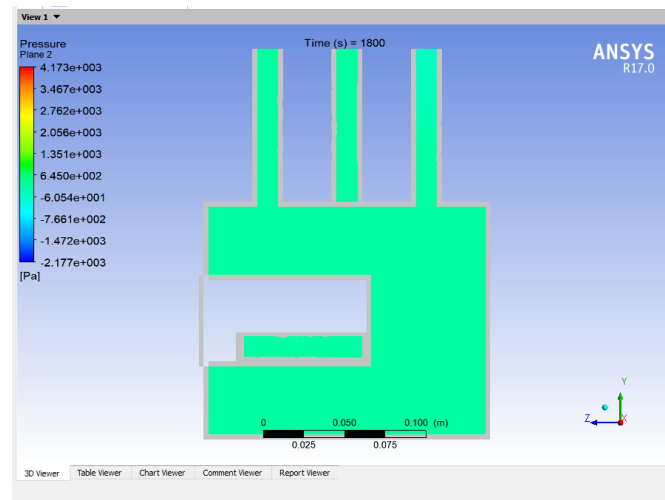 View 1
Pressure
Plane 2
4.173e+003
3.467e+003
2.762e+003
2.056e+003
1.351e+003
6.450e+002
-6.054e+001
-7.661e+002
-1.472e+003
-2.177e+003
[Pa]
Time (s) = 1800
ANSYS
R17.0
0 0.050 0.100 (m)
0.025 0.075
Y
Z X
3D Viewer Table Viewer Chart Viewer Comment Viewer Report Viewer